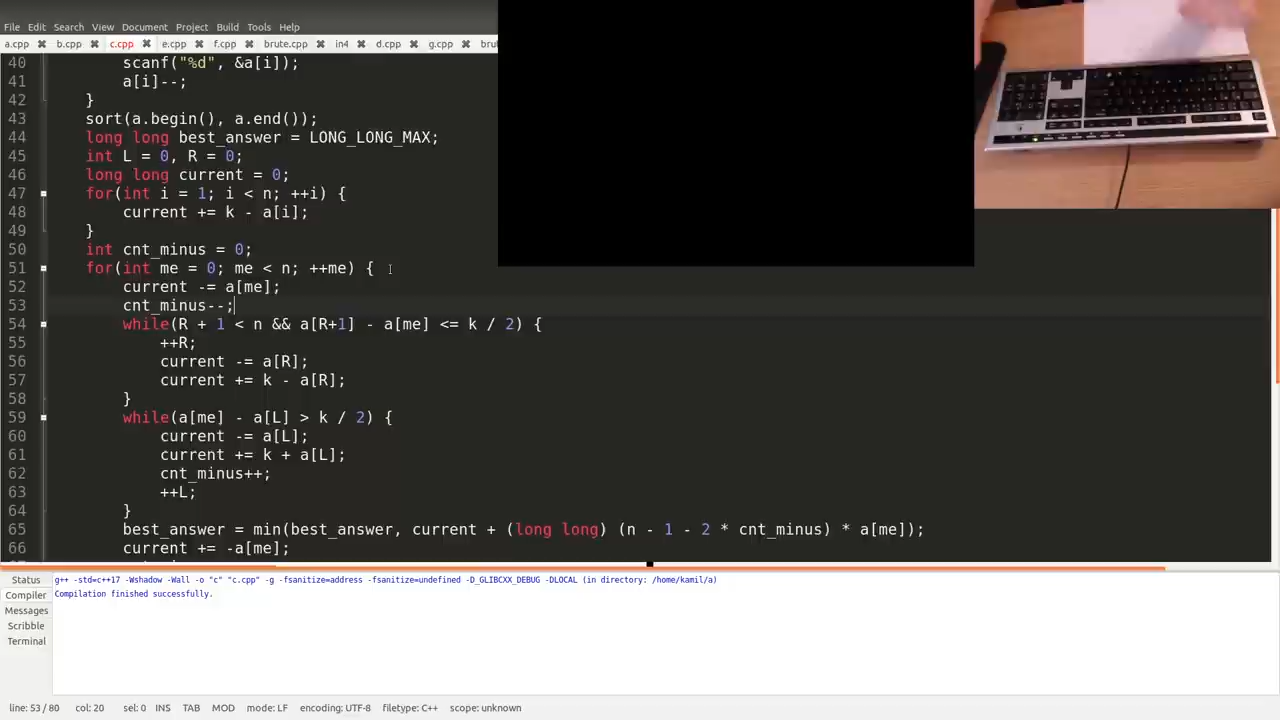 File Edit Search View Document Project Build Tools Help
a.cpp b.cpp c.cpp e.cpp f.cpp brute.cpp in4 d.cpp g.cpp brut
40 scanf("%d", &a[i]);
41 a[i]--;
42 }
43 sort(a.begin(), a.end());
44 long long best_answer = LONG_LONG_MAX;
45 int L = 0, R = 0;
46 long long current = 0;
47 for(int i = 1; i < n; ++i) {
48 current += k - a[i];
49 }
50 int cnt_minus = 0;
51 for(int me = 0; me < n; ++me) {
52 current -= a[me];
53 cnt_minus--;
54 while(R + 1 < n && a[R+1] - a[me] <= k / 2) {
55 ++R;
56 current -= a[R];
57 current += k - a[R];
58 }
59 while(a[me] - a[L] > k / 2) {
60 current -= a[L];
61 current += k + a[L];
62 cnt_minus++;
63 ++L;
64 }
65 best_answer = min(best_answer, current + (long long) (n - 1 - 2 * cnt_minus) * a[me]);
66 current += -a[me];
Status
g++ -std=c++17 -Wshadow -Wall -o "c" "c.cpp" -g -fsanitize=address -fsanitize=undefined -D_GLIBCXX_DEBUG -DLOCAL (in directory: /home/kamil/a)
Compiler
Compilation finished successfully.
Messages
Scribble
Terminal
line: 53 / 80 col: 20 sel: 0 INS TAB MOD mode: LF encoding: UTF-8 filetype: C++ scope: unknown